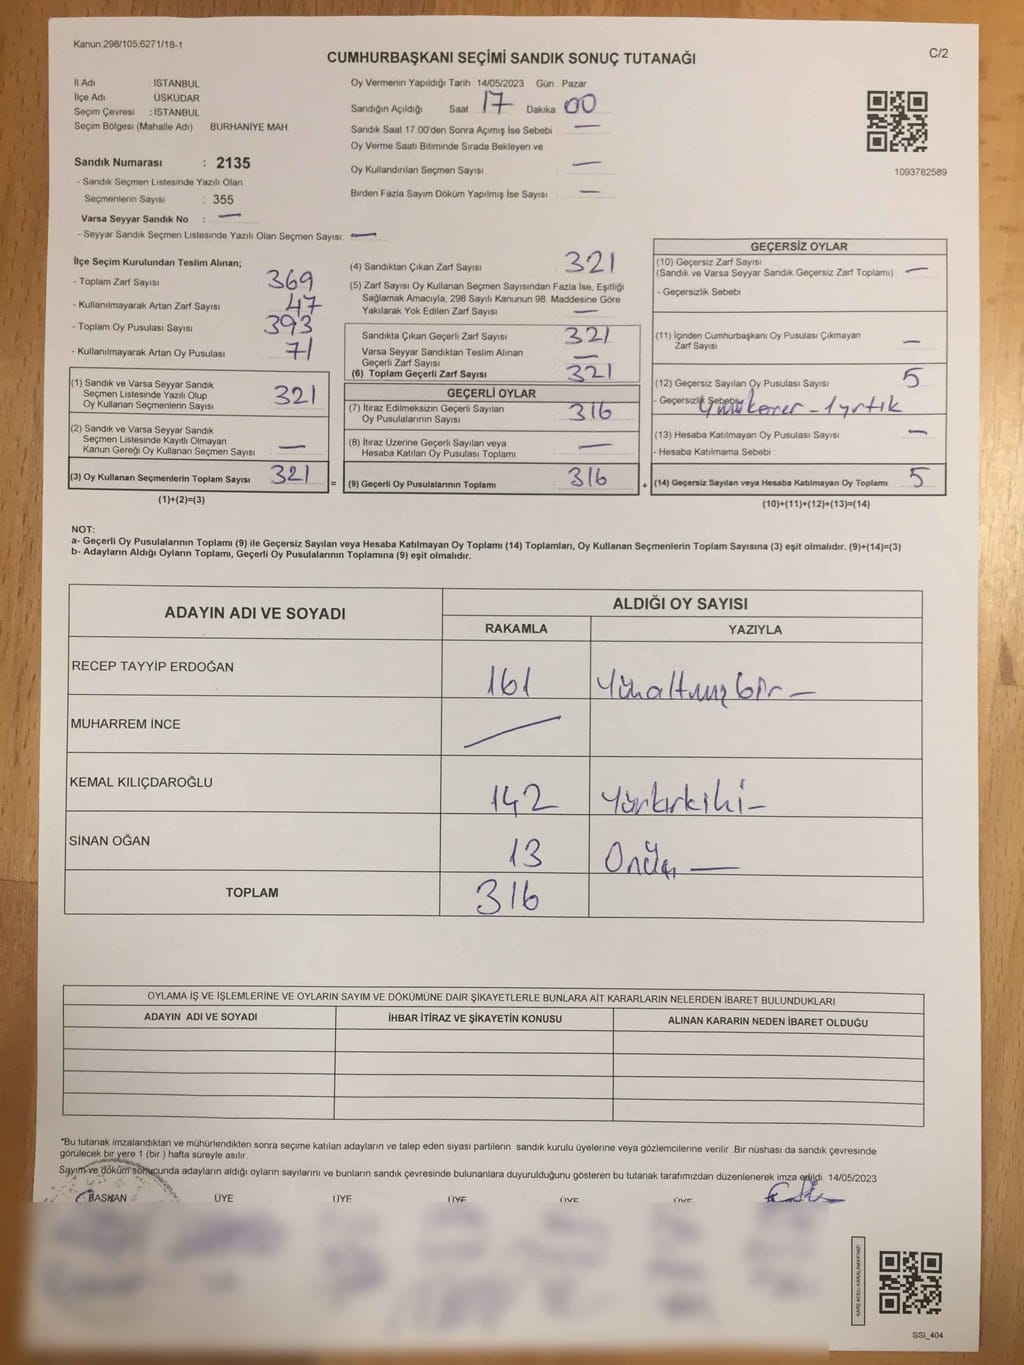 Kanun:298/105,6271/18-1
CUMHURBAŞKANI SEÇİMİ SANDIK SONUÇ TUTANAĞI
C/2
İl Adı : İSTANBUL
İlçe Adı : ÜSKÜDAR
Seçim Çevresi : İSTANBUL
Seçim Bölgesi (Mahalle Adı) BURHANİYE MAH.
Oy Vermenin Yapıldığı Tarih : 14/05/2023 Gün : Pazar
Sandığın Açıldığı Saat 17 Dakika 00
Sandık Saat 17.00'den Sonra Açımış İse Sebebi : —
Oy Verme Saati Bitiminde Sırada Bekleyen ve
Oy Kullandırılan Seçmen Sayısı : —
Birden Fazla Sayım Döküm Yapılmış İse Sayısı : —
1093782589
Sandık Numarası : 2135
- Sandık Seçmen Listesinde Yazılı Olan
Seçmenlerin Sayısı : 355
Varsa Seyyar Sandık No : —
- Seyyar Sandık Seçmen Listesinde Yazılı Olan Seçmen Sayısı: —
İlçe Seçim Kurulundan Teslim Alınan;
- Toplam Zarf Sayısı : 369
- Kullanılmayarak Artan Zarf Sayısı : 47
- Toplam Oy Pusulası Sayısı : 393
- Kullanılmayarak Artan Oy Pusulası : 71
(1) Sandık ve Varsa Seyyar Sandık
Seçmen Listesinde Yazılı Olup
Oy Kullanan Seçmenlerin Sayısı : 321
(2) Sandık ve Varsa Seyyar Sandık
Seçmen Listesinde Kayıtlı Olmayan
Kanun Gereği Oy Kullanan Seçmen Sayısı : —
(3) Oy Kullanan Seçmenlerin Toplam Sayısı : 321
(1)+(2)=(3)
=
(4) Sandıktan Çıkan Zarf Sayısı : 321
(5) Zarf Sayısı Oy Kullanan Seçmen Sayısından Fazla İse, Eşitliği
Sağlamak Amacıyla; 298 Sayılı Kanunun 98. Maddesine Göre
Yakılarak Yok Edilen Zarf Sayısı : —
Sandıkta Çıkan Geçerli Zarf Sayısı : 321
Varsa Seyyar Sandıktan Teslim Alınan
Geçerli Zarf Sayısı : —
(6) Toplam Geçerli Zarf Sayısı : 321
GEÇERLİ OYLAR
(7) İtiraz Edilmeksizin Geçerli Sayılan
Oy Pusulasının Sayısı : 316
(8) İtiraz Üzerine Geçerli Sayılan veya
Hesaba Katılan Oy Pusulası Toplamı : —
(9) Geçerli Oy Pusulalarının Toplamı : 316
+
GEÇERSİZ OYLAR
(10) Geçersiz Zarf Sayısı : —
(Sandık ve Varsa Seyyar Sandık Geçersiz Zarf Toplamı)
- Geçersizlik Sebebi :
(11) İçinden Cumhurbaşkanı Oy Pusulası Çıkmayan
Zarf Sayısı : —
(12) Geçersiz Sayılan Oy Pusulası Sayısı : 5
- Geçersizlik Sebebi: 4 mükerrer - 1 yırtık
(13) Hesaba Katılmayan Oy Pusulası Sayısı : —
- Hesaba Katılmama Sebebi :
(14) Geçersiz Sayılan veya Hesaba Katılmayan Oy Toplamı : 5
(10)+(11)+(12)+(13)=(14)
NOT:
a- Geçerli Oy Pusulalarının Toplamı (9) ile Geçersiz Sayılan veya Hesaba Katılmayan Oy Toplamı (14) Toplamları, Oy Kullanan Seçmenlerin Toplam Sayısına (3) eşit olmalıdır. (9)+(14)=(3)
b- Adayların Aldığı Oyların Toplamı, Geçerli Oy Pusulalarının Toplamına (9) eşit olmalıdır.
ADAYIN ADI VE SOYADI
ALDIĞI OY SAYISI
RAKAMLA
YAZIYLA
RECEP TAYYİP ERDOĞAN 161 Yüzaltmışbir —
MUHARREM İNCE
KEMAL KILIÇDAROĞLU 142 Yüzkırkiki —
SİNAN OĞAN 13 Onüç —
TOPLAM 316
OYLAMA İŞ VE İŞLEMLERİNE VE OYLARIN SAYIM VE DÖKÜMÜNE DAİR ŞİKAYETLERLE BUNLARA AİT KARARLARIN NELERDEN İBARET BULUNDUKLARI
ADAYIN ADI VE SOYADI
İHBAR İTİRAZ VE ŞİKAYETİN KONUSU
ALINAN KARARIN NEDEN İBARET OLDUĞU
*Bu tutanak imzalandıktan ve mühürlendikten sonra seçime katılan adayların ve talep eden siyasi partilerin sandık kurulu üyelerine veya gözlemcilerine verilir. Bir nüshası da sandık çevresinde
görülecek bir yere 1 (bir) hafta süreyle asılır.
Sayım ve döküm sonucunda adayların aldığı oyların sayılarını ve bunların sandık çevresinde bulunanlara duyurulduğunu gösteren bu tutanak tarafımızdan düzenlenerek imza edildi. 14/05/2023
BAŞKAN ÜYE ÜYE ÜYE ÜYE ÜYE
KARE KODU KARALAMAYINIZ!
SSI_404